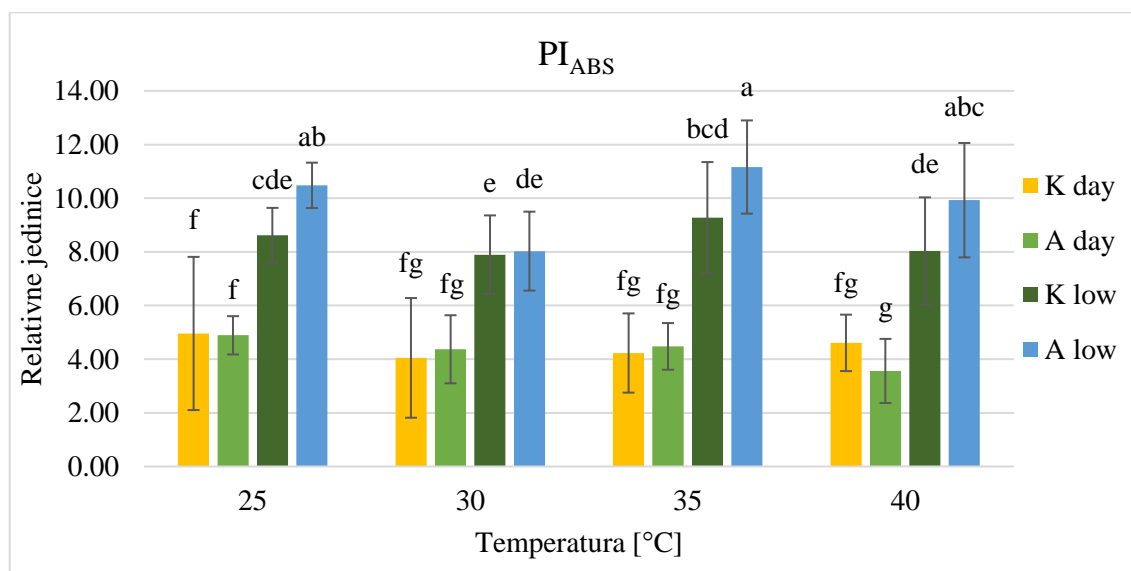 PI_ABS
Relativne jedinice
14.00
12.00
10.00
8.00
6.00
4.00
2.00
0.00
f
f
cde
ab
fg
fg
e
de
fg
fg
bcd
a
fg
g
de
abc
25
30
35
40
Temperatura [°C]
K day
A day
K low
A low